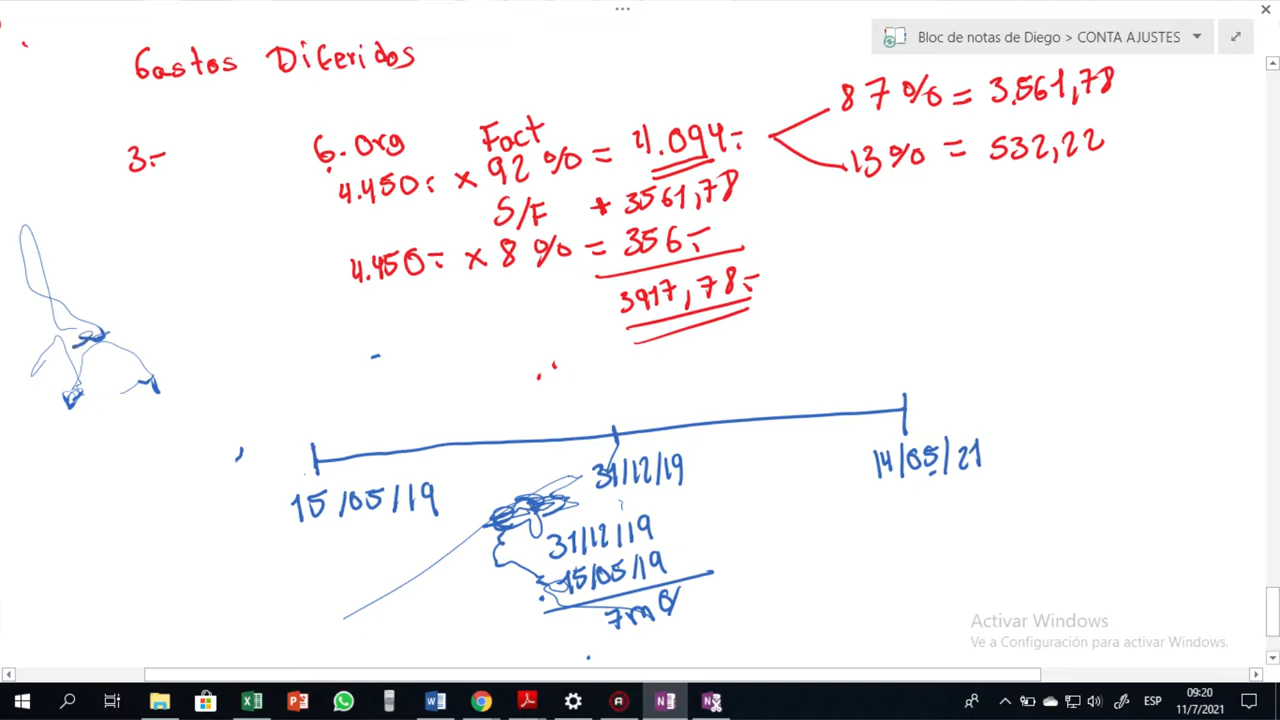 Bloc de notas de Diego > CONTA AJUSTES
Gastos Diferidos
3.-
G. Org Fact
4.450.- x 92 % = 4.094.-
87 % = 3.561,78
13 % = 532,22
S/F + 3561,78
4.450.- x 8 % = 356.-
3917,78.-
15/05/19
31/12/19
14/05/21
31/12/19
15/05/19
7m
Activar Windows
Ve a Configuración para activar Windows.
ESP
09:20
11/7/2021